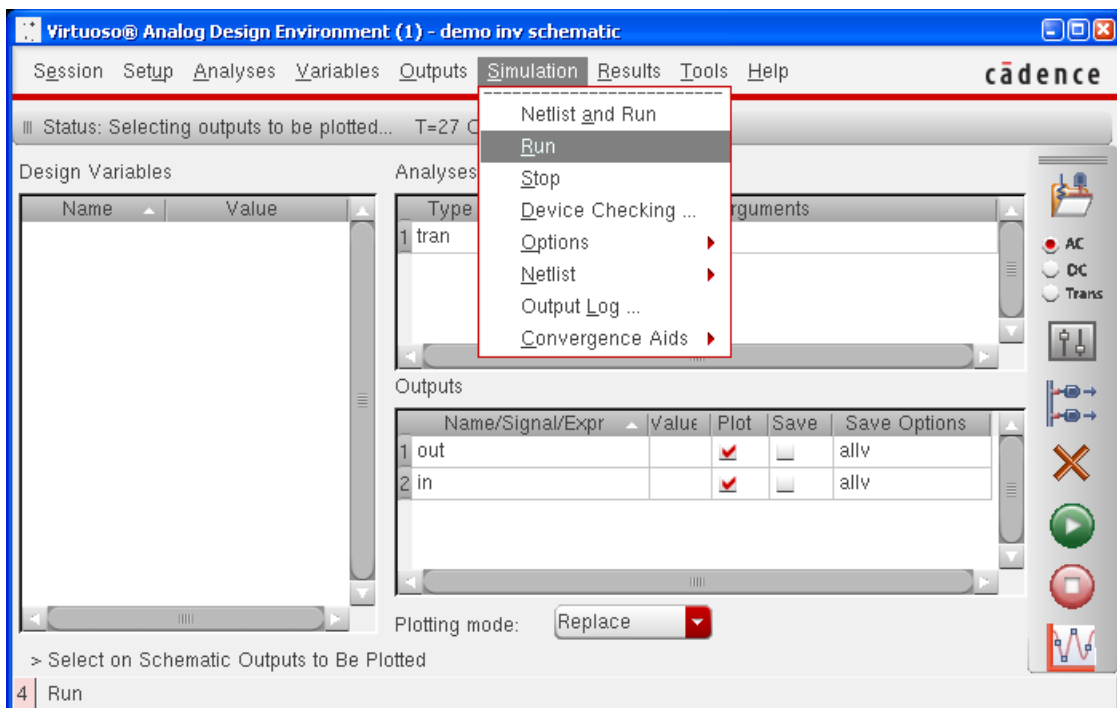 Virtuoso® Analog Design Environment (1) - demo inv schematic
Session Setup Analyses Variables Outputs Simulation Results Tools Help cādence
Status: Selecting outputs to be plotted... T=27 C
Netlist and Run
Run
Stop
Device Checking ...
Options
Netlist
Output Log ...
Convergence Aids
Design Variables
Name Value
Analyses
Type rguments
1 tran
AC
DC
Trans
Outputs
Name/Signal/Expr Value Plot Save Save Options
1 out allv
2 in allv
Plotting mode: Replace
> Select on Schematic Outputs to Be Plotted
4 Run